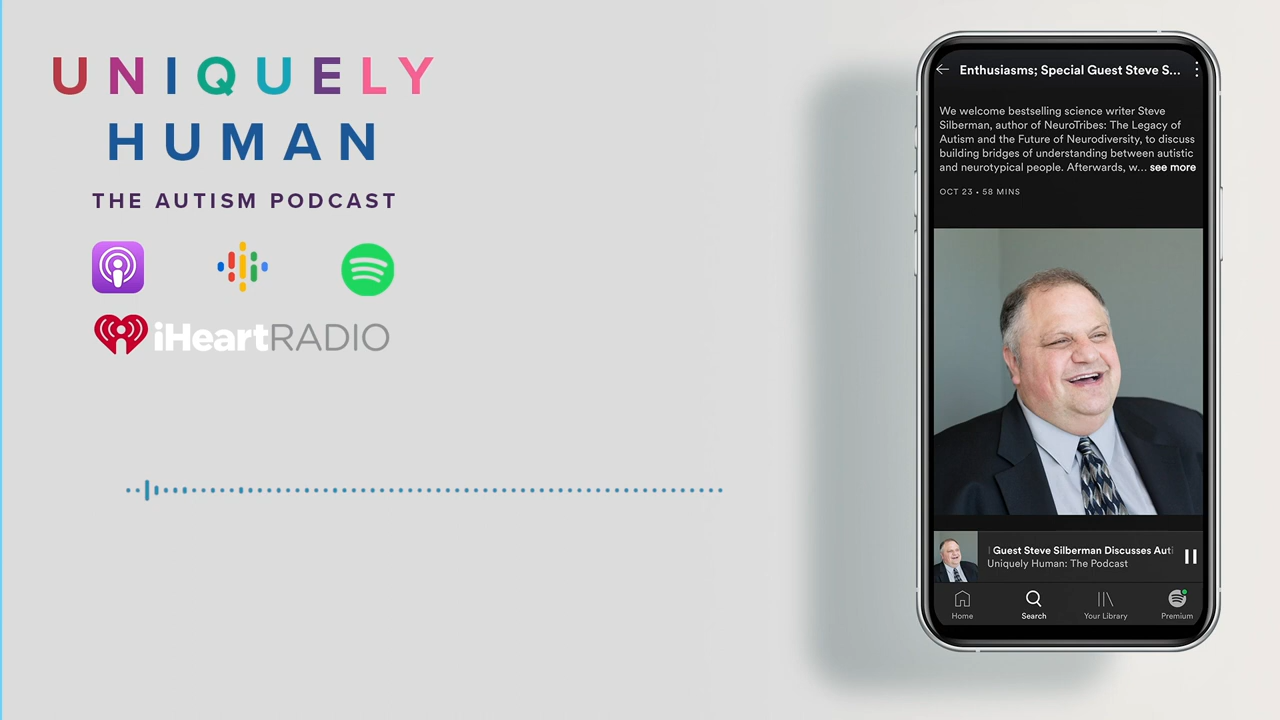 UNIQUELY
HUMAN
THE AUTISM PODCAST
iHeartRADIO
Enthusiasms; Special Guest Steve S...
We welcome bestselling science writer Steve
Silberman, author of NeuroTribes: The Legacy of
Autism and the Future of Neurodiversity, to discuss
building bridges of understanding between autistic
and neurotypical people. Afterwards, w... see more
OCT 23 • 58 MINS
Guest Steve Silberman Discusses Auti
Uniquely Human: The Podcast
Home Search Your Library Premium